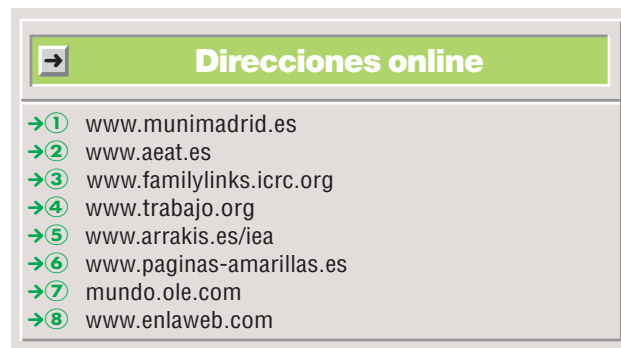 Direcciones online
➔① www.munimadrid.es
➔② www.aeat.es
➔③ www.familylinks.icrc.org
➔④ www.trabajo.org
➔⑤ www.arrakis.es/iea
➔⑥ www.paginas-amarillas.es
➔⑦ mundo.ole.com
➔⑧ www.enlaweb.com